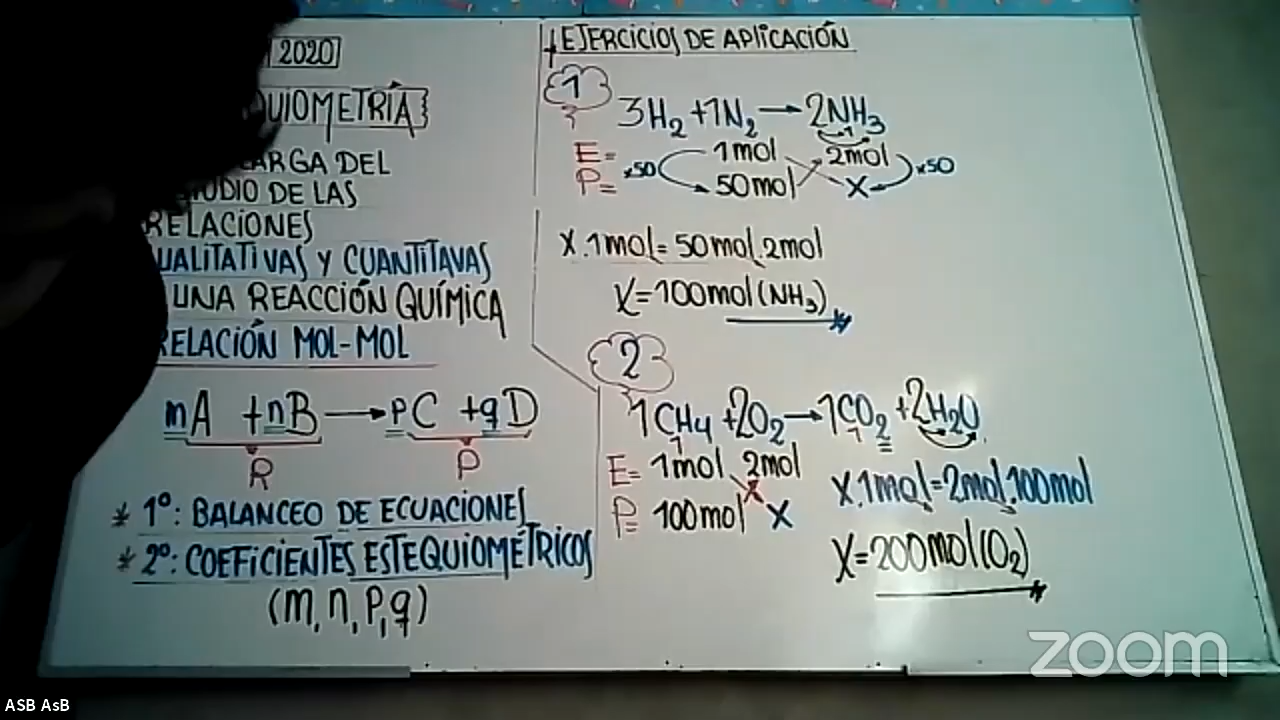 2020
QUIOMETRÍA
ARGA DEL
UDIO DE LAS
RELACIONES
UALITATIVAS Y CUANTITAVAS
UNA REACCIÓN QUÍMICA
RELACIÓN MOL-MOL
mA + nB → pC + qD
R P
* 1º: BALANCEO DE ECUACIONES
* 2º: COEFICIENTES ESTEQUIOMÉTRICOS
(m, n, p, q)
EJERCICIOS DE APLICACIÓN
1
3H₂ + 1N₂ → 2NH₃
E= 1mol 2mol
P= 50mol X
×50 ×50
X.1mol=50mol.2mol
X=100mol(NH₃)
2
1CH₄ + 2O₂ → 1CO₂ + 2H₂O
E= 1mol 2mol
P= 100mol X
X.1mol=2mol.100mol
X=200mol(O₂)
zoom
ASB AsB